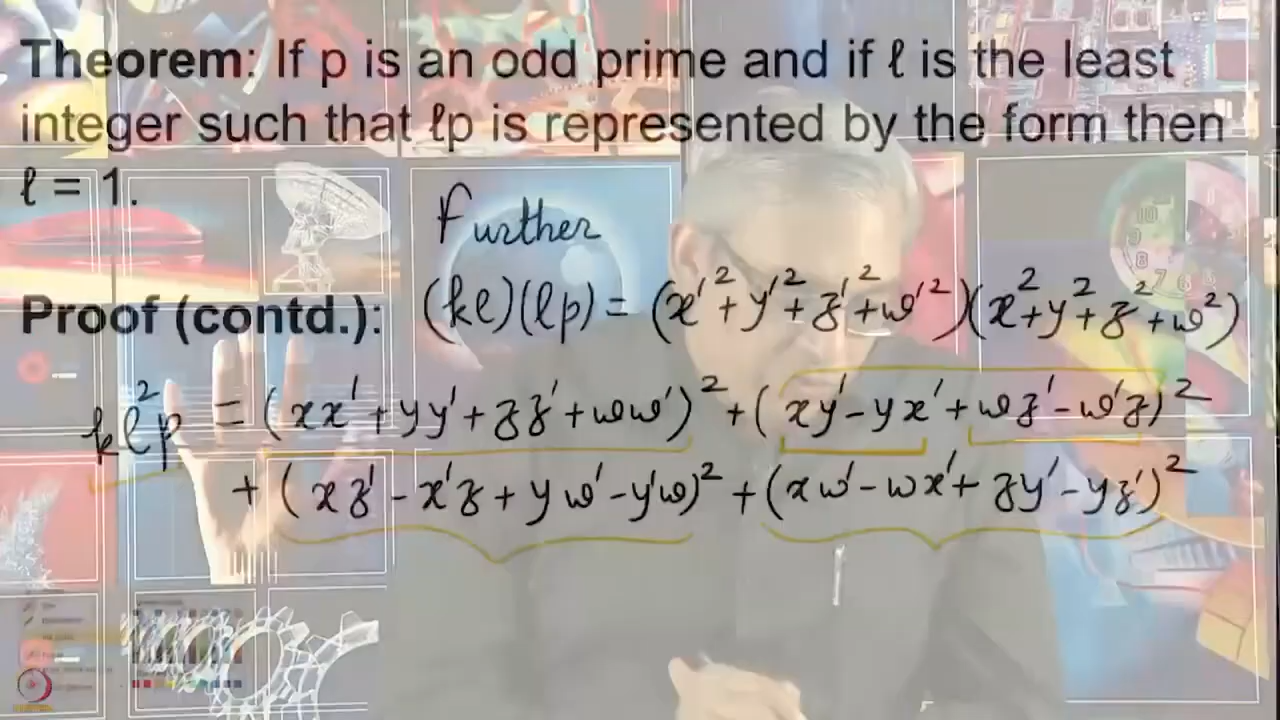 Theorem: If p is an odd prime and if ℓ is the least
integer such that ℓp is represented by the form then
ℓ = 1.
Further
Proof (contd.): (kl)(lp) = (x'² + y'² + z'² + w'²)(x² + y² + z² + w²)
kl²p = (xx' + yy' + zz' + ww')² + (xy' - yx' + wz' - w'z)²
+ (xz' - x'z + yw' - y'w)² + (xw' - wx' + zy' - yz')²